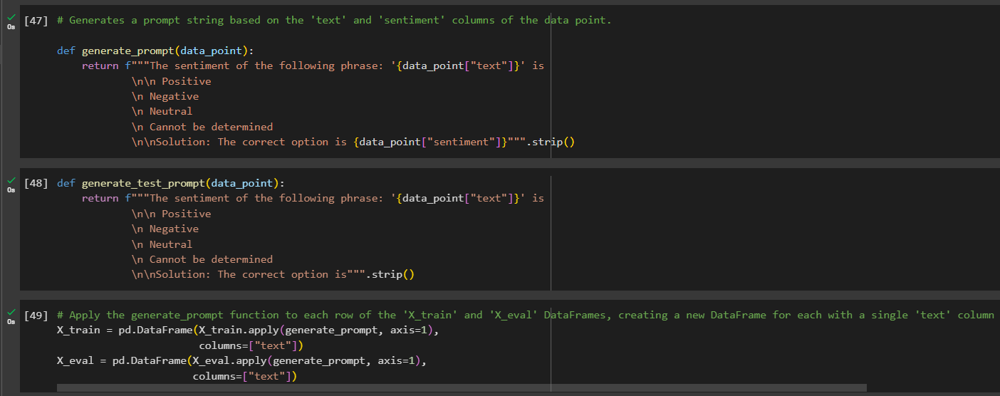 [47] # Generates a prompt string based on the 'text' and 'sentiment' columns of the data point.
0s
def generate_prompt(data_point):
    return f"""The sentiment of the following phrase: '{data_point["text"]}' is
            \n\n Positive
            \n Negative
            \n Neutral
            \n Cannot be determined
            \n\nSolution: The correct option is {data_point["sentiment"]}""".strip()
[48] def generate_test_prompt(data_point):
0s
    return f"""The sentiment of the following phrase: '{data_point["text"]}' is
            \n\n Positive
            \n Negative
            \n Neutral
            \n Cannot be determined
            \n\nSolution: The correct option is""".strip()
[49] # Apply the generate_prompt function to each row of the 'X_train' and 'X_eval' DataFrames, creating a new DataFrame for each with a single 'text' column
0s
X_train = pd.DataFrame(X_train.apply(generate_prompt, axis=1),
                       columns=["text"])
X_eval = pd.DataFrame(X_eval.apply(generate_prompt, axis=1),
                      columns=["text"])